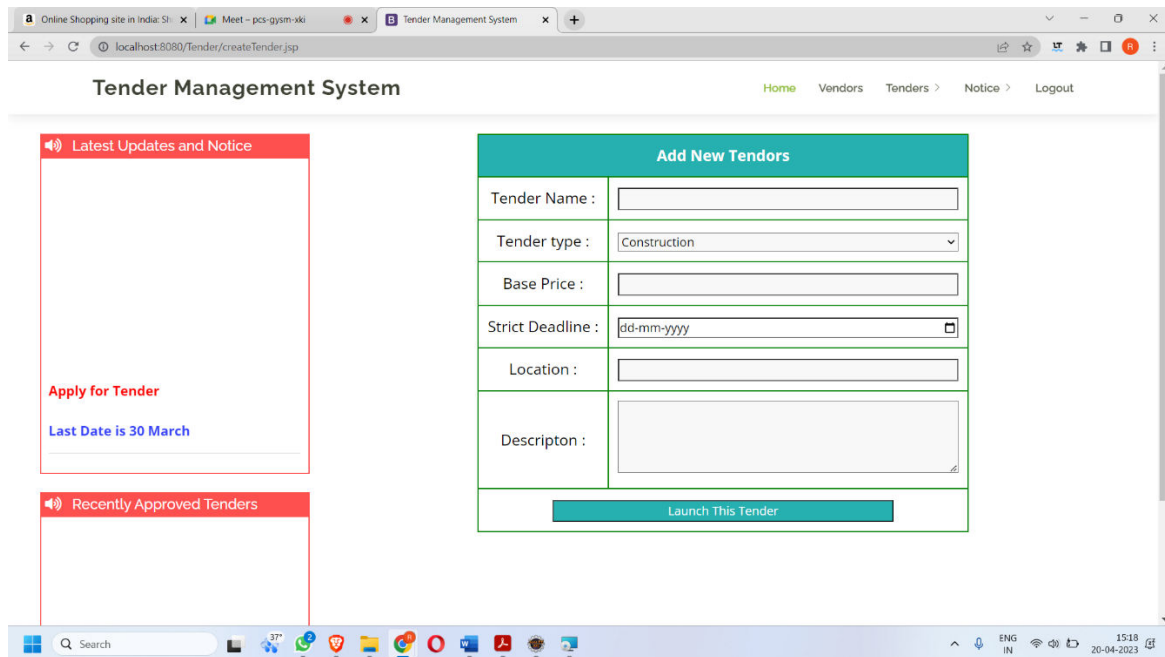 a Online Shopping site in India: Sh
Meet – pcs-gysm-xki
B Tender Management System
localhost:8080/Tender/createTender.jsp
R
Tender Management System
Home Vendors Tenders > Notice > Logout
Latest Updates and Notice
Add New Tendors
Tender Name :
Tender type : Construction
Base Price :
Strict Deadline : dd-mm-yyyy
Location :
Apply for Tender
Last Date is 30 March
Descripton :
Recently Approved Tenders
Launch This Tender
Search
37°
2
ENG
IN
15:18
20-04-2023